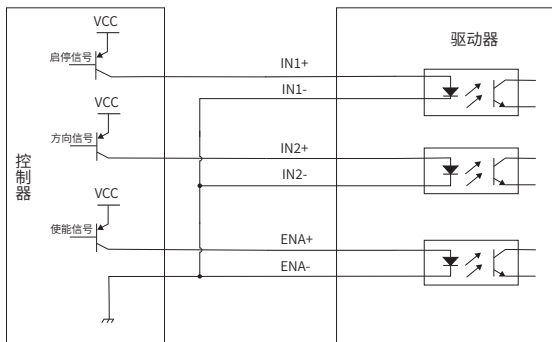 VCC
启停信号
IN1+
IN1-
驱动器
VCC
方向信号
IN2+
IN2-
控制器
VCC
使能信号
ENA+
ENA-